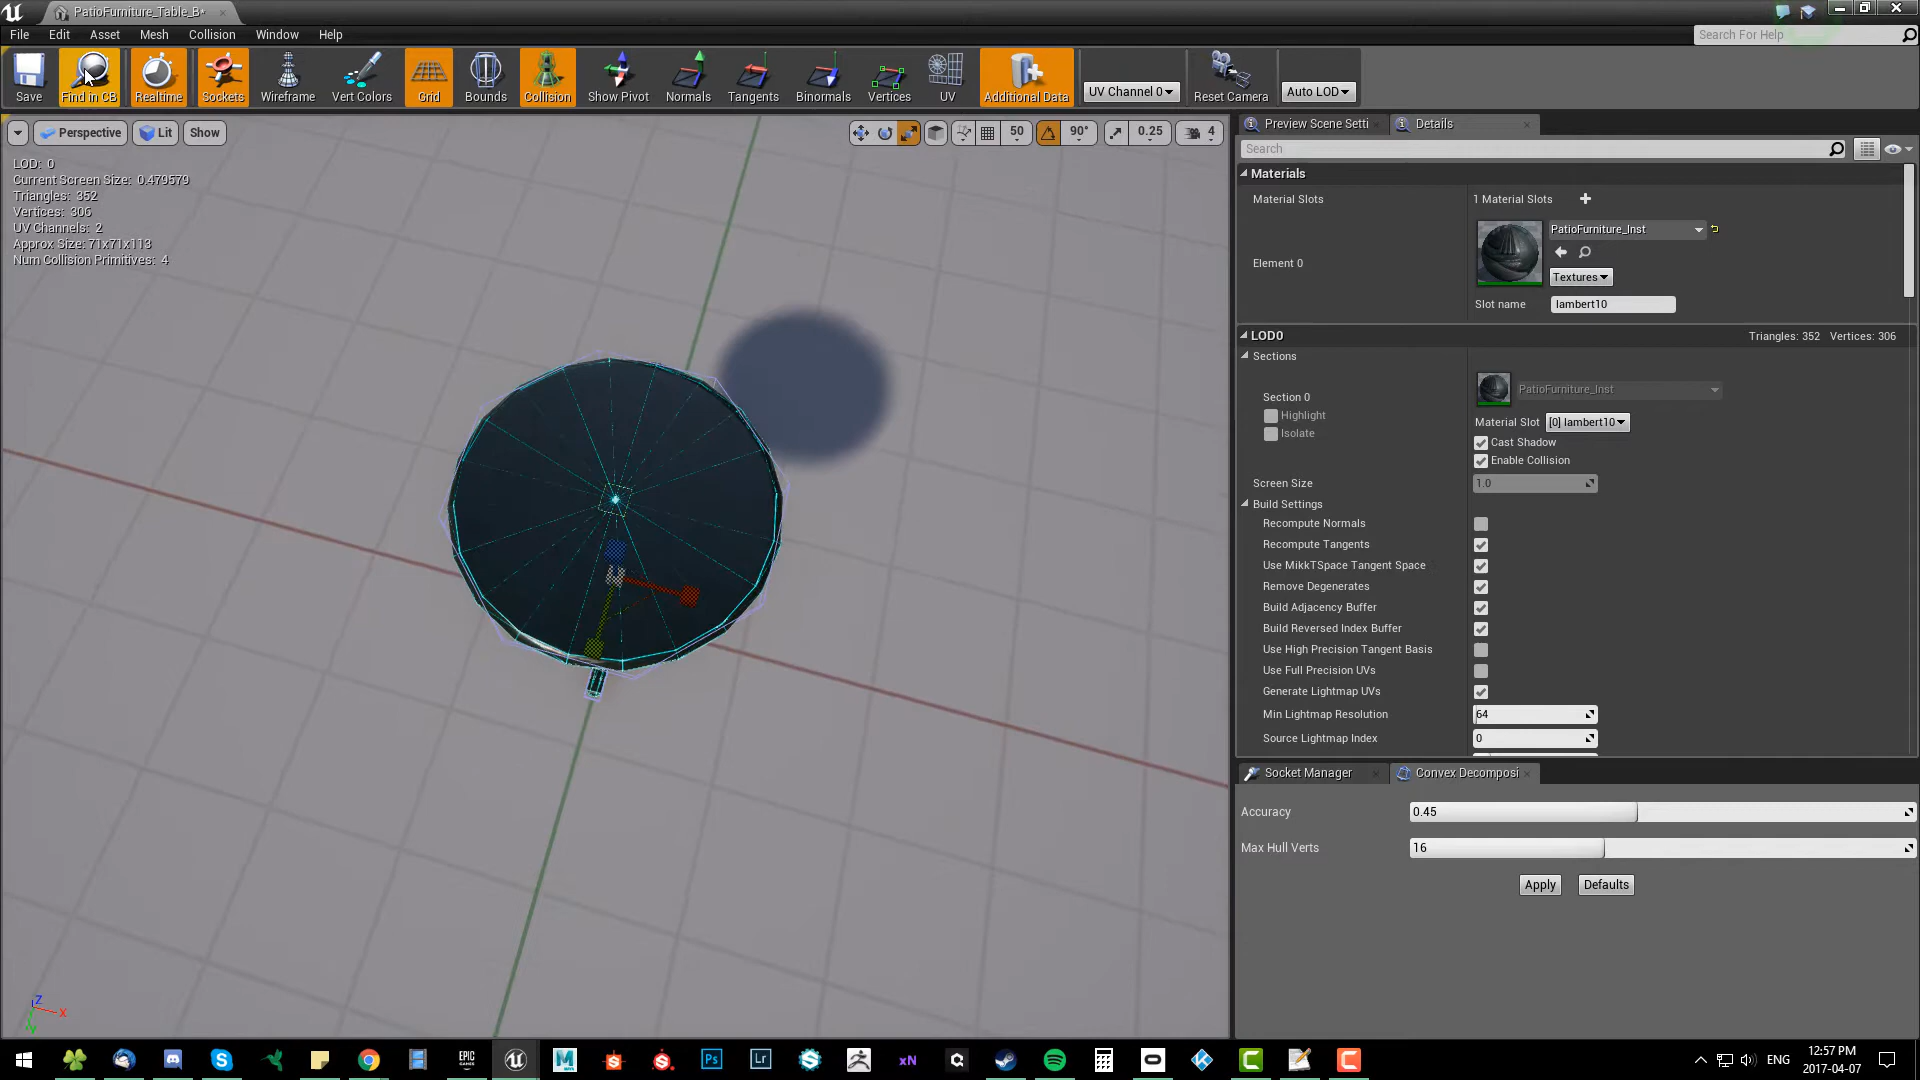 PatioFurniture_Table_B*
File Edit Asset Mesh Collision Window Help
Search For Help
Save Find in CB Realtime Sockets Wireframe Vert Colors Grid Bounds Collision Show Pivot Normals Tangents Binormals Vertices UV Additional Data UV Channel 0 Reset Camera Auto LOD
Perspective Lit Show 50 90° 0.25 4
Preview Scene Setti Details
Search
LOD: 0
Current Screen Size: 0.479579
Triangles: 352
Vertices: 306
UV Channels: 2
Approx Size: 71x71x113
Num Collision Primitives: 4
Materials
Material Slots 1 Material Slots
PatioFurniture_Inst
Element 0
Textures
Slot name lambert10
LOD0 Triangles: 352 Vertices: 306
Sections
PatioFurniture_Inst
Section 0
Highlight
Isolate
Material Slot [0] lambert10
Cast Shadow
Enable Collision
Screen Size 1.0
Build Settings
Recompute Normals
Recompute Tangents
Use MikkTSpace Tangent Space
Remove Degenerates
Build Adjacency Buffer
Build Reversed Index Buffer
Use High Precision Tangent Basis
Use Full Precision UVs
Generate Lightmap UVs
Min Lightmap Resolution 64
Source Lightmap Index 0
Socket Manager Convex Decomposi
Accuracy 0.45
Max Hull Verts 16
Apply Defaults
Z
X
Y
EPIC GAMES
Ps Lr xN
ENG
12:57 PM
2017-04-07